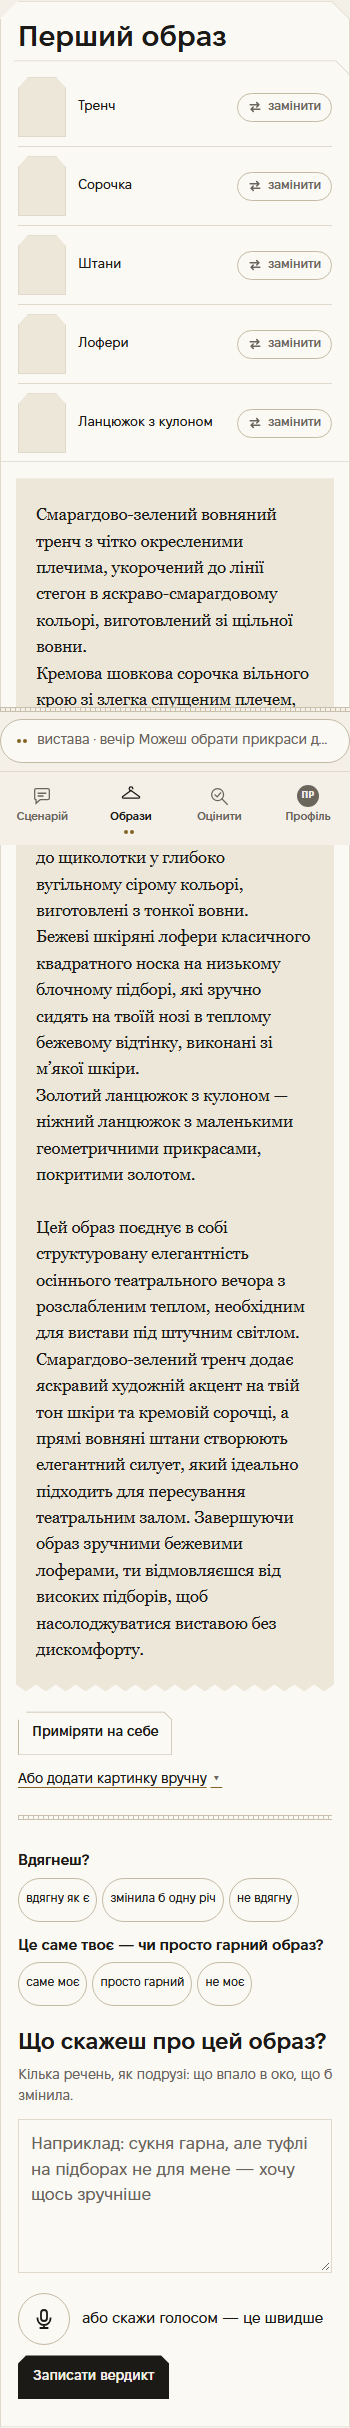 Перший образ
Тренч
замінити
Сорочка
замінити
Штани
замінити
Лофери
замінити
Ланцюжок з кулоном
замінити
Смарагдово-зелений вовняний
тренч з чітко окресленими
плечима, укорочений до лінії
стегон в яскраво-смарагдовому
кольорі, виготовлений зі щільної
вовни.
Кремова шовкова сорочка вільного
крою зі злегка спущеним плечем,
вистава · вечір Можеш обрати прикраси д...
Сценарій
Образи
Оцінити
ПР
Профіль
до щиколотки у глибоко
вугільному сірому кольорі,
виготовлені з тонкої вовни.
Бежеві шкіряні лофери класичного
квадратного носка на низькому
блочному підборі, які зручно
сидять на твоїй нозі в теплому
бежевому відтінку, виконані зі
м’якої шкіри.
Золотий ланцюжок з кулоном —
ніжний ланцюжок з маленькими
геометричними прикрасами,
покритими золотом.
Цей образ поєднує в собі
структуровану елегантність
осіннього театрального вечора з
розслабленим теплом, необхідним
для вистави під штучним світлом.
Смарагдово-зелений тренч додає
яскравий художній акцент на твій
тон шкіри та кремовій сорочці, а
прямі вовняні штани створюють
елегантний силует, який ідеально
підходить для пересування
театральним залом. Завершуючи
образ зручними бежевими
лоферами, ти відмовляєшся від
високих підборів, щоб
насолоджуватися виставою без
дискомфорту.
Приміряти на себе
Або додати картинку вручну
Вдягнеш?
вдягну як є
змінила б одну річ
не вдягну
Це саме твоє — чи просто гарний образ?
саме моє
просто гарний
не моє
Що скажеш про цей образ?
Кілька речень, як подрузі: що впало в око, що б
змінила.
Наприклад: сукня гарна, але туфлі
на підборах не для мене — хочу
щось зручніше
або скажи голосом — це швидше
Записати вердикт